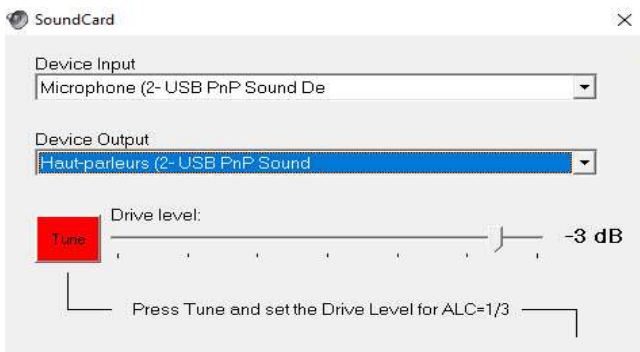 SoundCard
Device Input
Microphone (2- USB PnP Sound De
Device Output
Haut-parleurs (2- USB PnP Sound
Drive level:
Tune
-3 dB
Press Tune and set the Drive Level for ALC=1/3